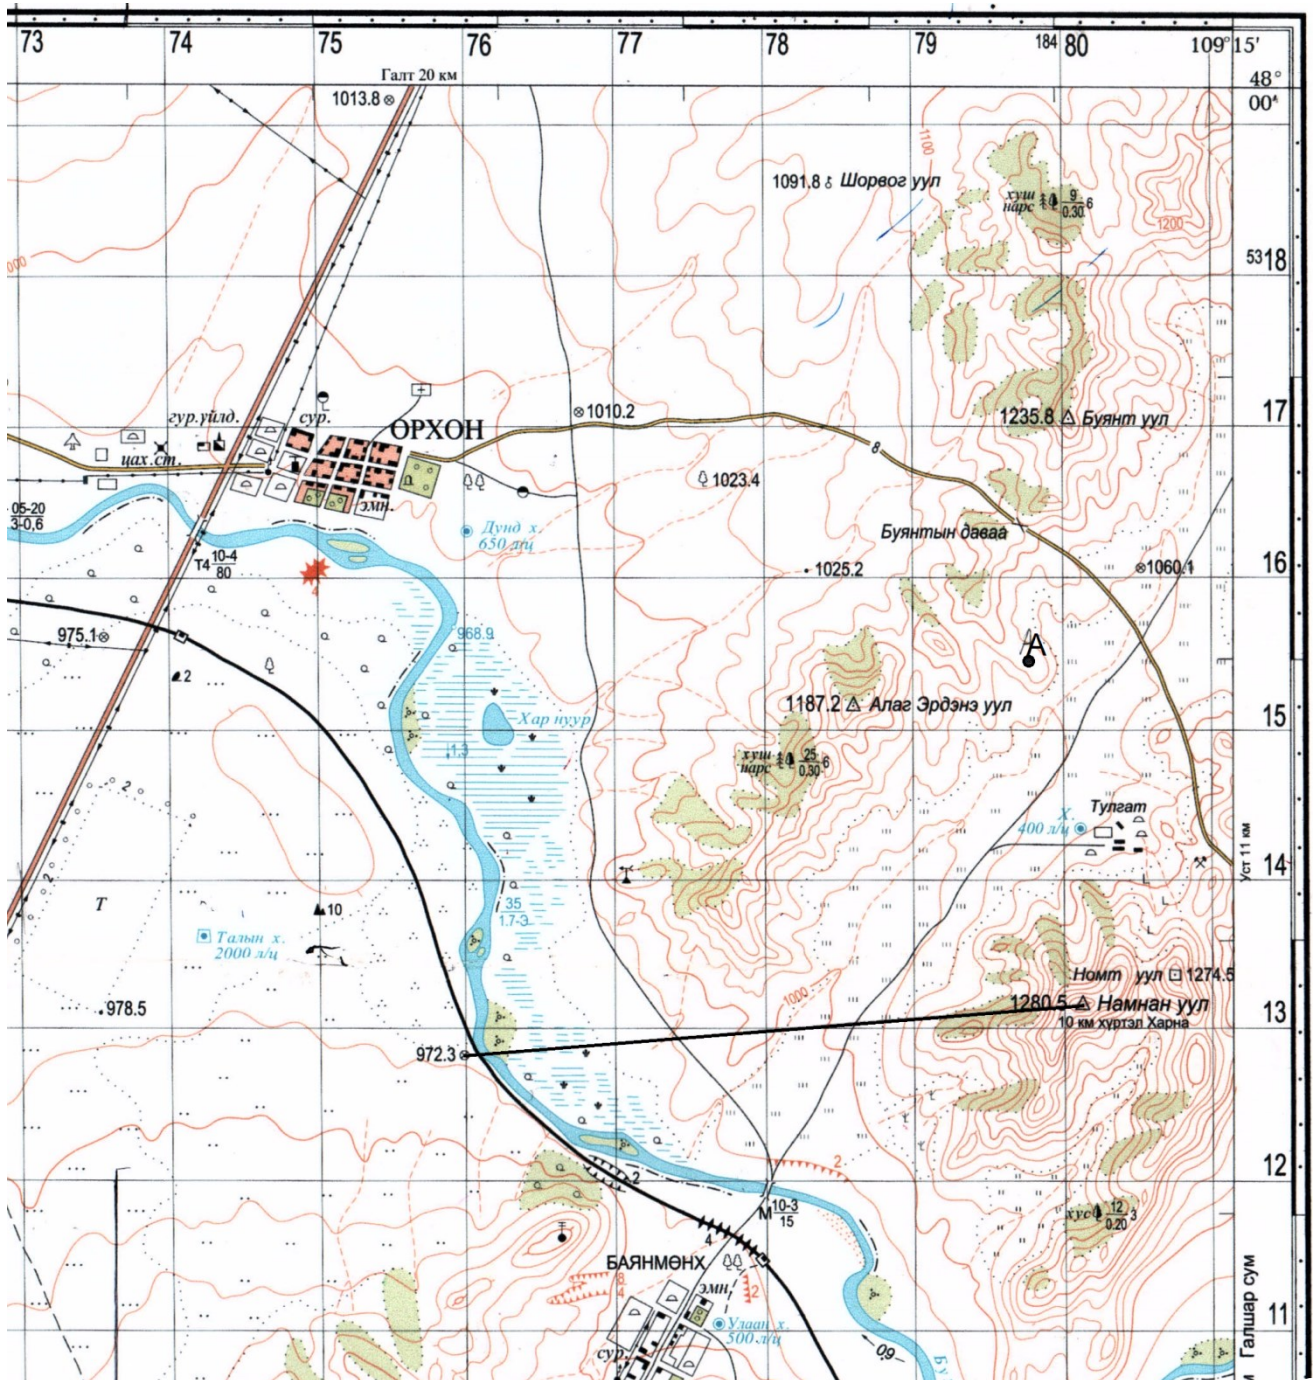 73 74 75 76 77 78 79 184 80 109°15'
Галт 20 км
48°
00'
1013.8
1100
1091.8 Шорвог уул
хуш
нарс 9
0.30 6
1200
000
5318
гур.үйлд. сур.
1010.2
17
1235.8 Буянт уул
ОРХОН
8
цах.ст.
1023.4
эмн.
05-20
3-0,6
Дунд х.
650 л/ц
Буянтын даваа
Т4 10-4
80
4
1025.2
1060.1
16
975.1
968.9
А
2
1187.2 Алаг Эрдэнэ уул
Хар нуур
15
1,3
хуш
нарс 25
0.30 6
2
Тулгат
Х.
400 л/ц
2
Уст 11 км
14
Т
10
35
1.7-Э
Талын х.
2000 л/ц
Номт уул 1274.5
1000
978.5
1280.5 Намнан уул
10 км хүртэл Харна
13
972.3
2
2
12
М 10-3
15
хус 12
0.20 3
4
БАЯНМӨНХ
8
4
эмн.
2
Улаан х.
500 л/ц
11
Галшар сум
сур.
60
Бу
м